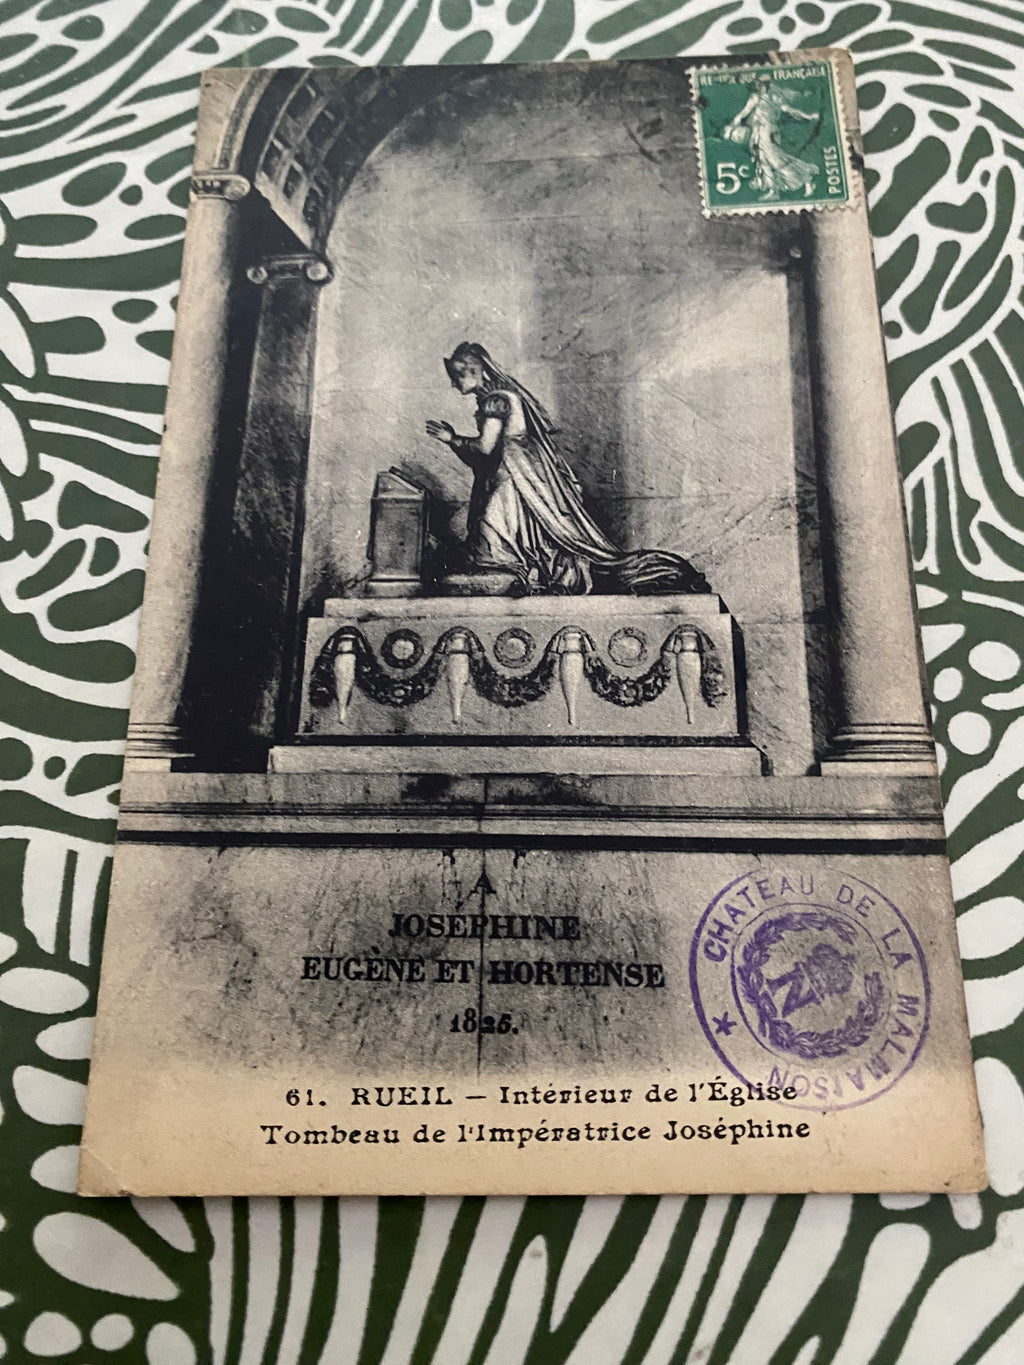 REPUBLIQUE FRANÇAISE
5c
POSTES
A
JOSÉPHINE
EUGÈNE ET HORTENSE
1825.
CHATEAU DE LA MALMAISON ★
N
61. RUEIL — Intérieur de l'Église
Tombeau de l'Impératrice Joséphine